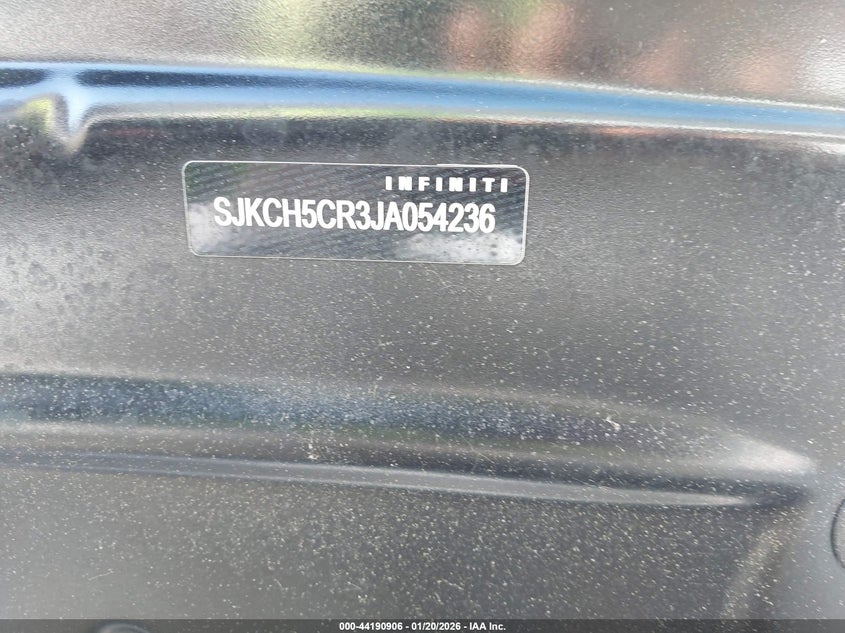 INFINITI
SJKCH5CR3JA054236
000-44190906 - 01/20/2026 - IAA Inc.